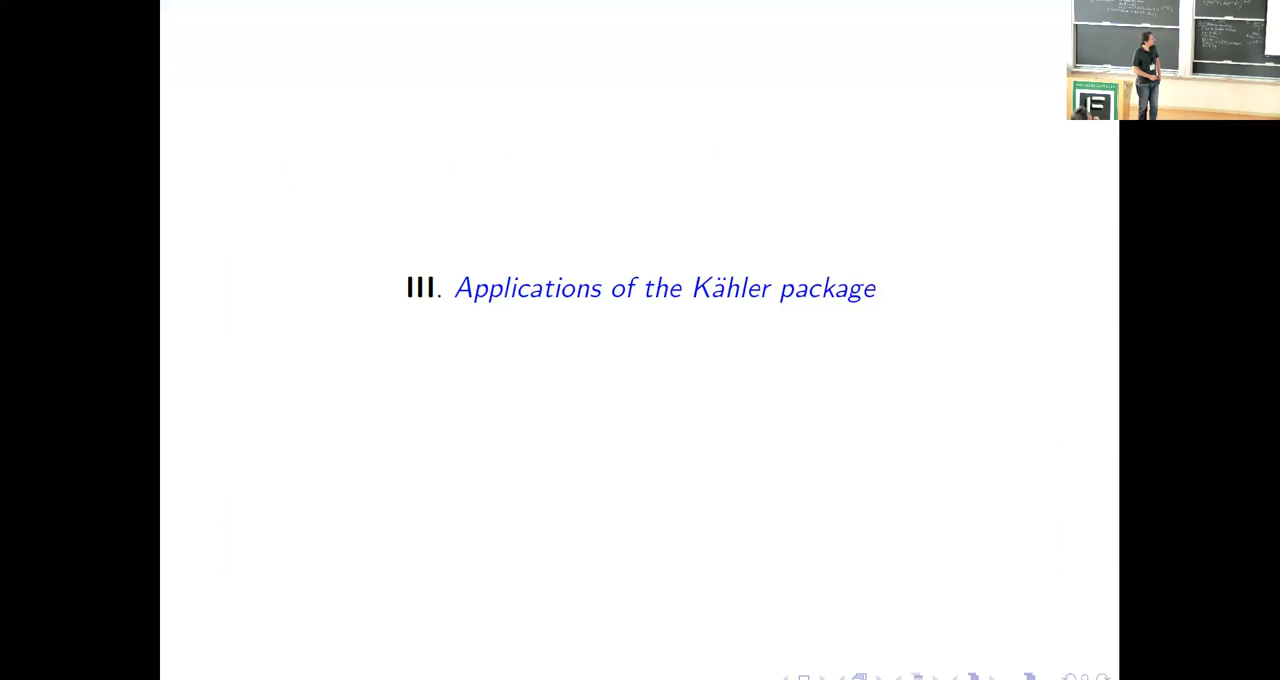 III. Applications of the Kähler package